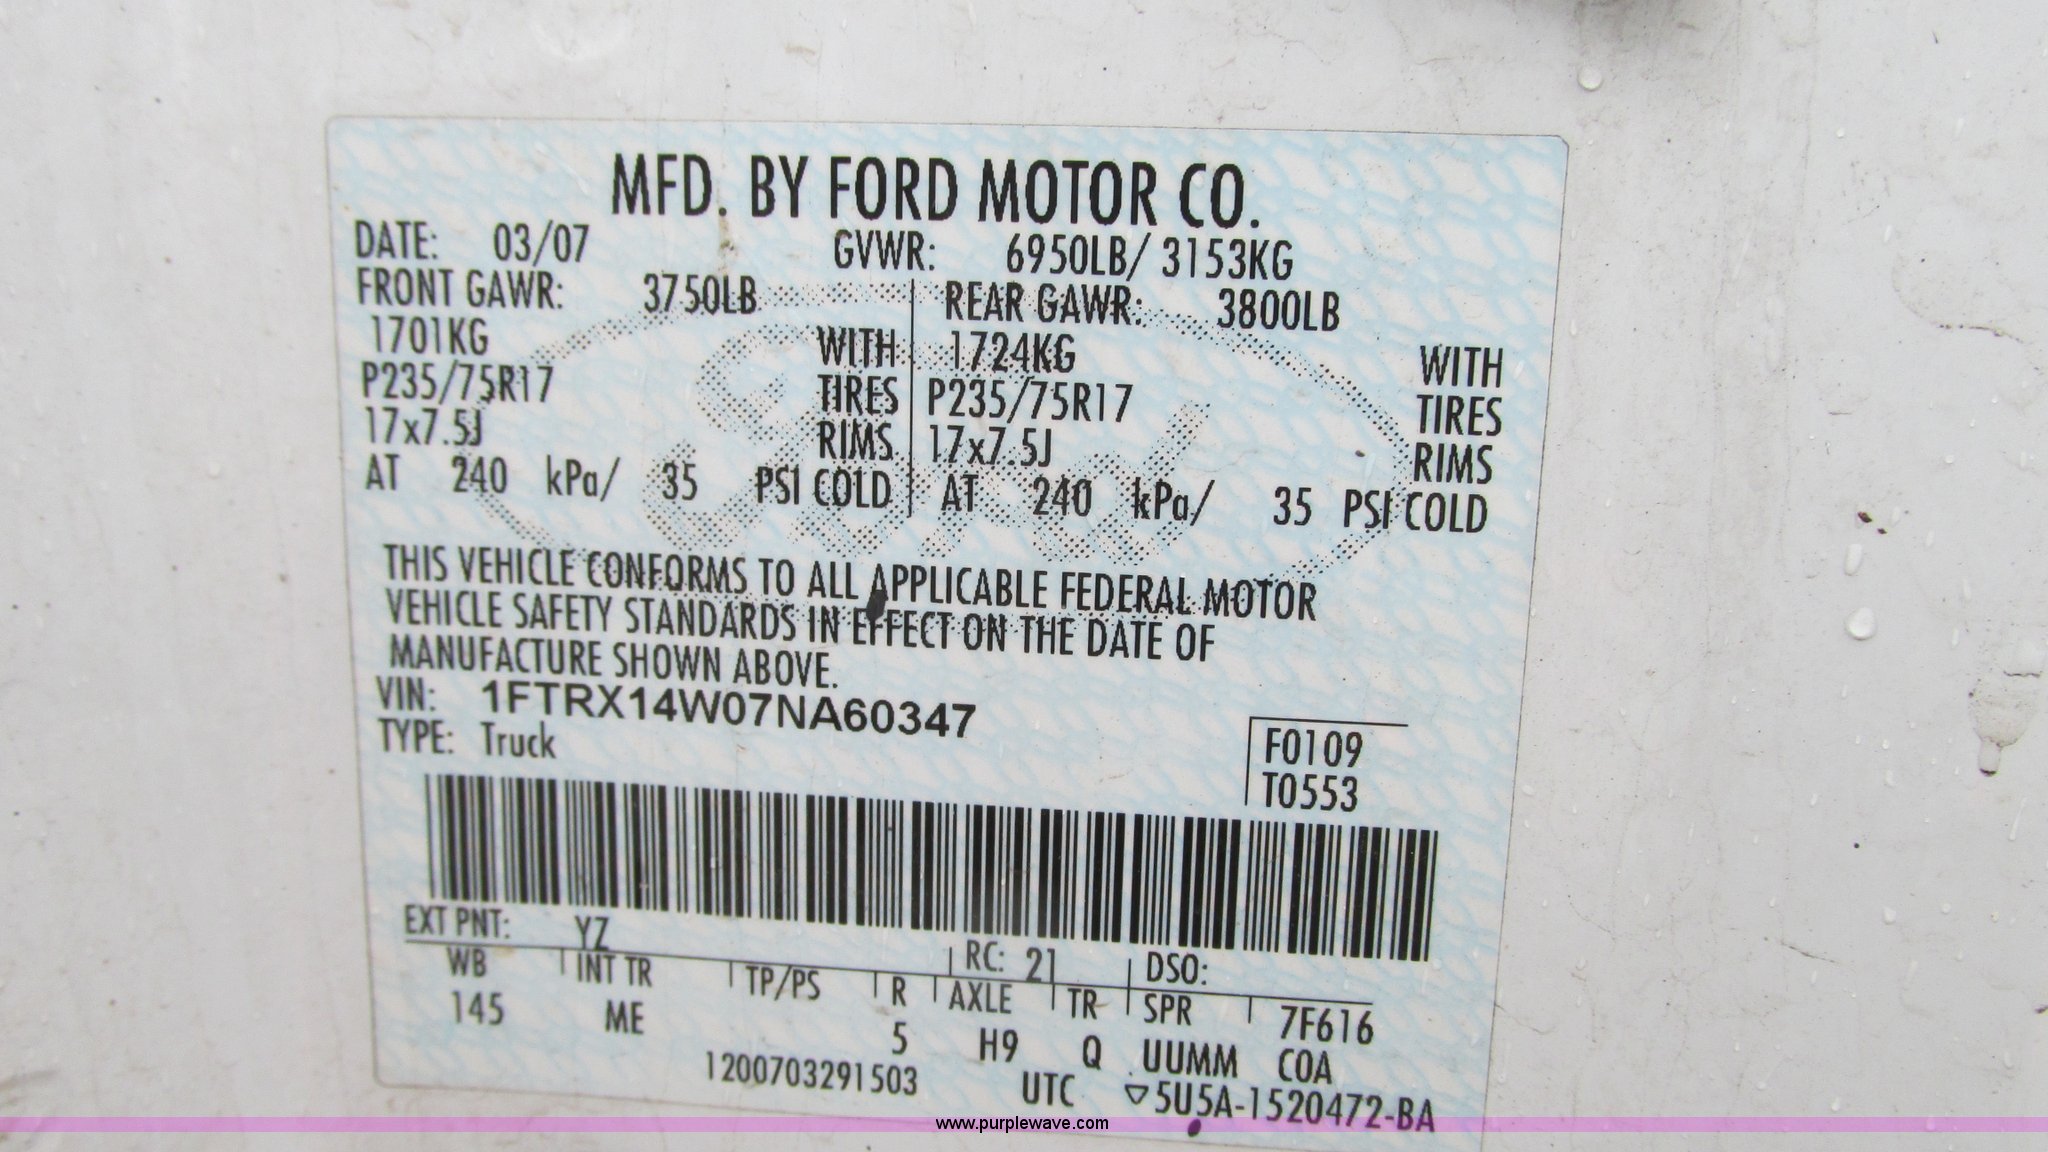 MFD. BY FORD MOTOR CO.
DATE: 03/07 GVWR: 6950LB/ 3153KG
FRONT GAWR: 3750LB REAR GAWR: 3800LB
1701KG WITH 1724KG WITH
P235/75R17 TIRES P235/75R17 TIRES
17x7.5J RIMS 17x7.5J RIMS
AT 240 kPa/ 35 PSI COLD AT 240 kPa/ 35 PSI COLD
THIS VEHICLE CONFORMS TO ALL APPLICABLE FEDERAL MOTOR
VEHICLE SAFETY STANDARDS IN EFFECT ON THE DATE OF
MANUFACTURE SHOWN ABOVE.
VIN: 1FTRX14W07NA60347
TYPE: Truck
F0109
T0553
EXT PNT: YZ RC: 21 DSO:
WB INT TR TP/PS R AXLE TR SPR 7F616
145 ME 5 H9 Q UUMM COA
1200703291503 UTC ▽5U5A-1520472-BA
www.purplewave.com